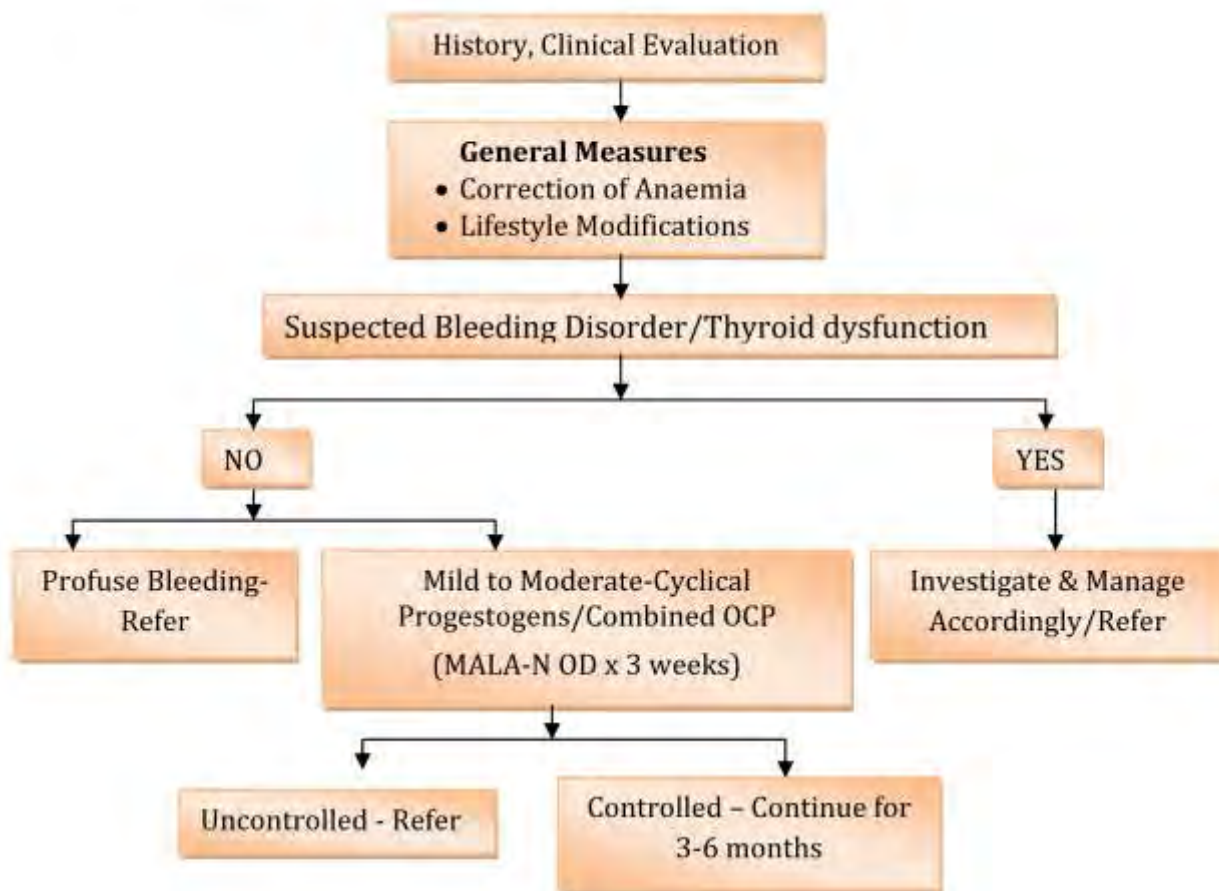 History, Clinical Evaluation
General Measures
• Correction of Anaemia
• Lifestyle Modifications
Suspected Bleeding Disorder/Thyroid dysfunction
NO
YES
Profuse Bleeding-
Refer
Mild to Moderate-Cyclical
Progestogens/Combined OCP
(MALA-N OD x 3 weeks)
Investigate & Manage
Accordingly/Refer
Uncontrolled - Refer
Controlled – Continue for
3-6 months